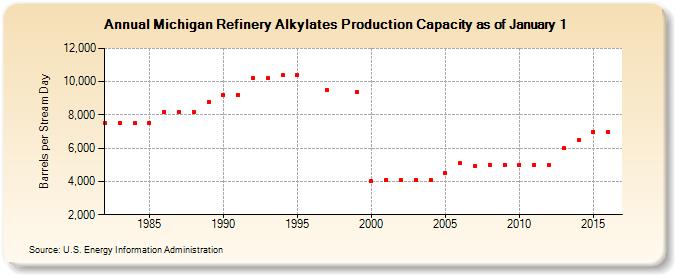 Annual Michigan Refinery Alkylates Production Capacity as of January 1
Barrels per Stream Day
12,000
10,000
8,000
6,000
4,000
2,000
1985 1990 1995 2000 2005 2010 2015
Source: U.S. Energy Information Administration